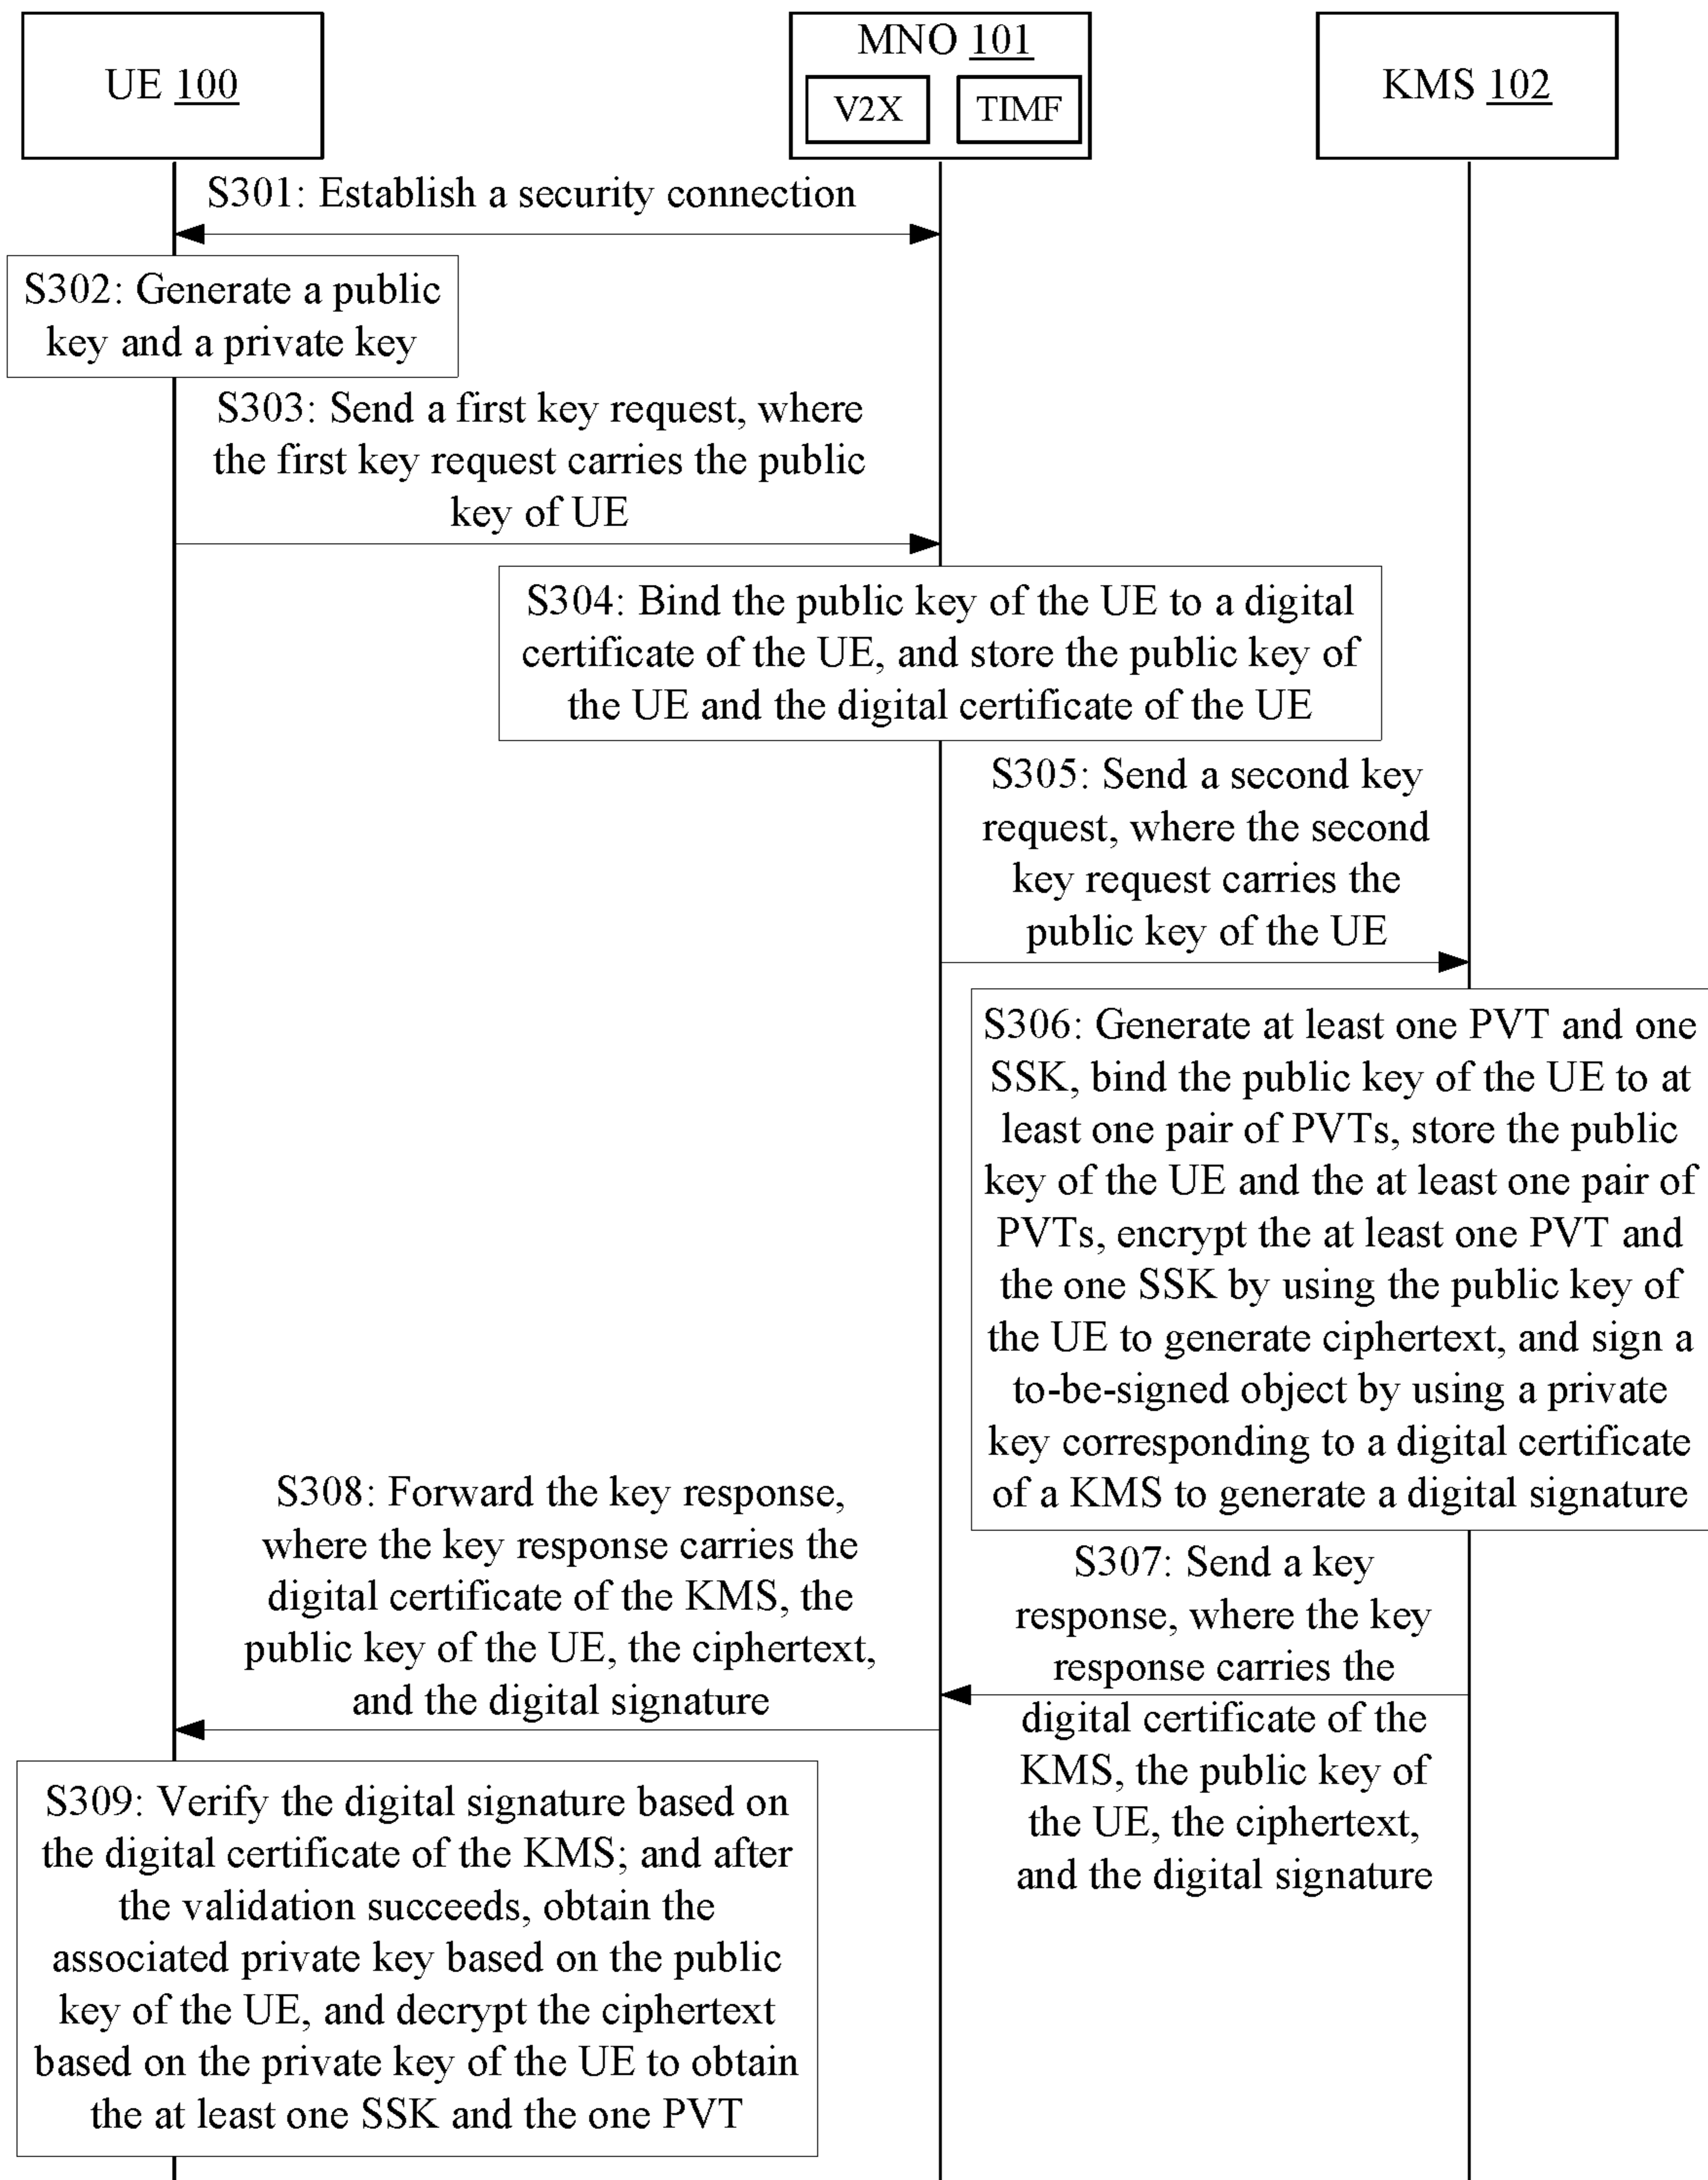 UE 100
MNO 101
V2X
TIMF
KMS 102
S301: Establish a security connection
S302: Generate a public
key and a private key
S303: Send a first key request, where
the first key request carries the public
key of UE
S304: Bind the public key of the UE to a digital
certificate of the UE, and store the public key of
the UE and the digital certificate of the UE
S305: Send a second key
request, where the second
key request carries the
public key of the UE
S306: Generate at least one PVT and one
SSK, bind the public key of the UE to at
least one pair of PVTs, store the public
key of the UE and the at least one pair of
PVTs, encrypt the at least one PVT and
the one SSK by using the public key of
the UE to generate ciphertext, and sign a
to-be-signed object by using a private
key corresponding to a digital certificate
of a KMS to generate a digital signature
S307: Send a key
response, where the key
response carries the
digital certificate of the
KMS, the public key of
the UE, the ciphertext,
and the digital signature
S308: Forward the key response,
where the key response carries the
digital certificate of the KMS, the
public key of the UE, the ciphertext,
and the digital signature
S309: Verify the digital signature based on
the digital certificate of the KMS; and after
the validation succeeds, obtain the
associated private key based on the public
key of the UE, and decrypt the ciphertext
based on the private key of the UE to obtain
the at least one SSK and the one PVT